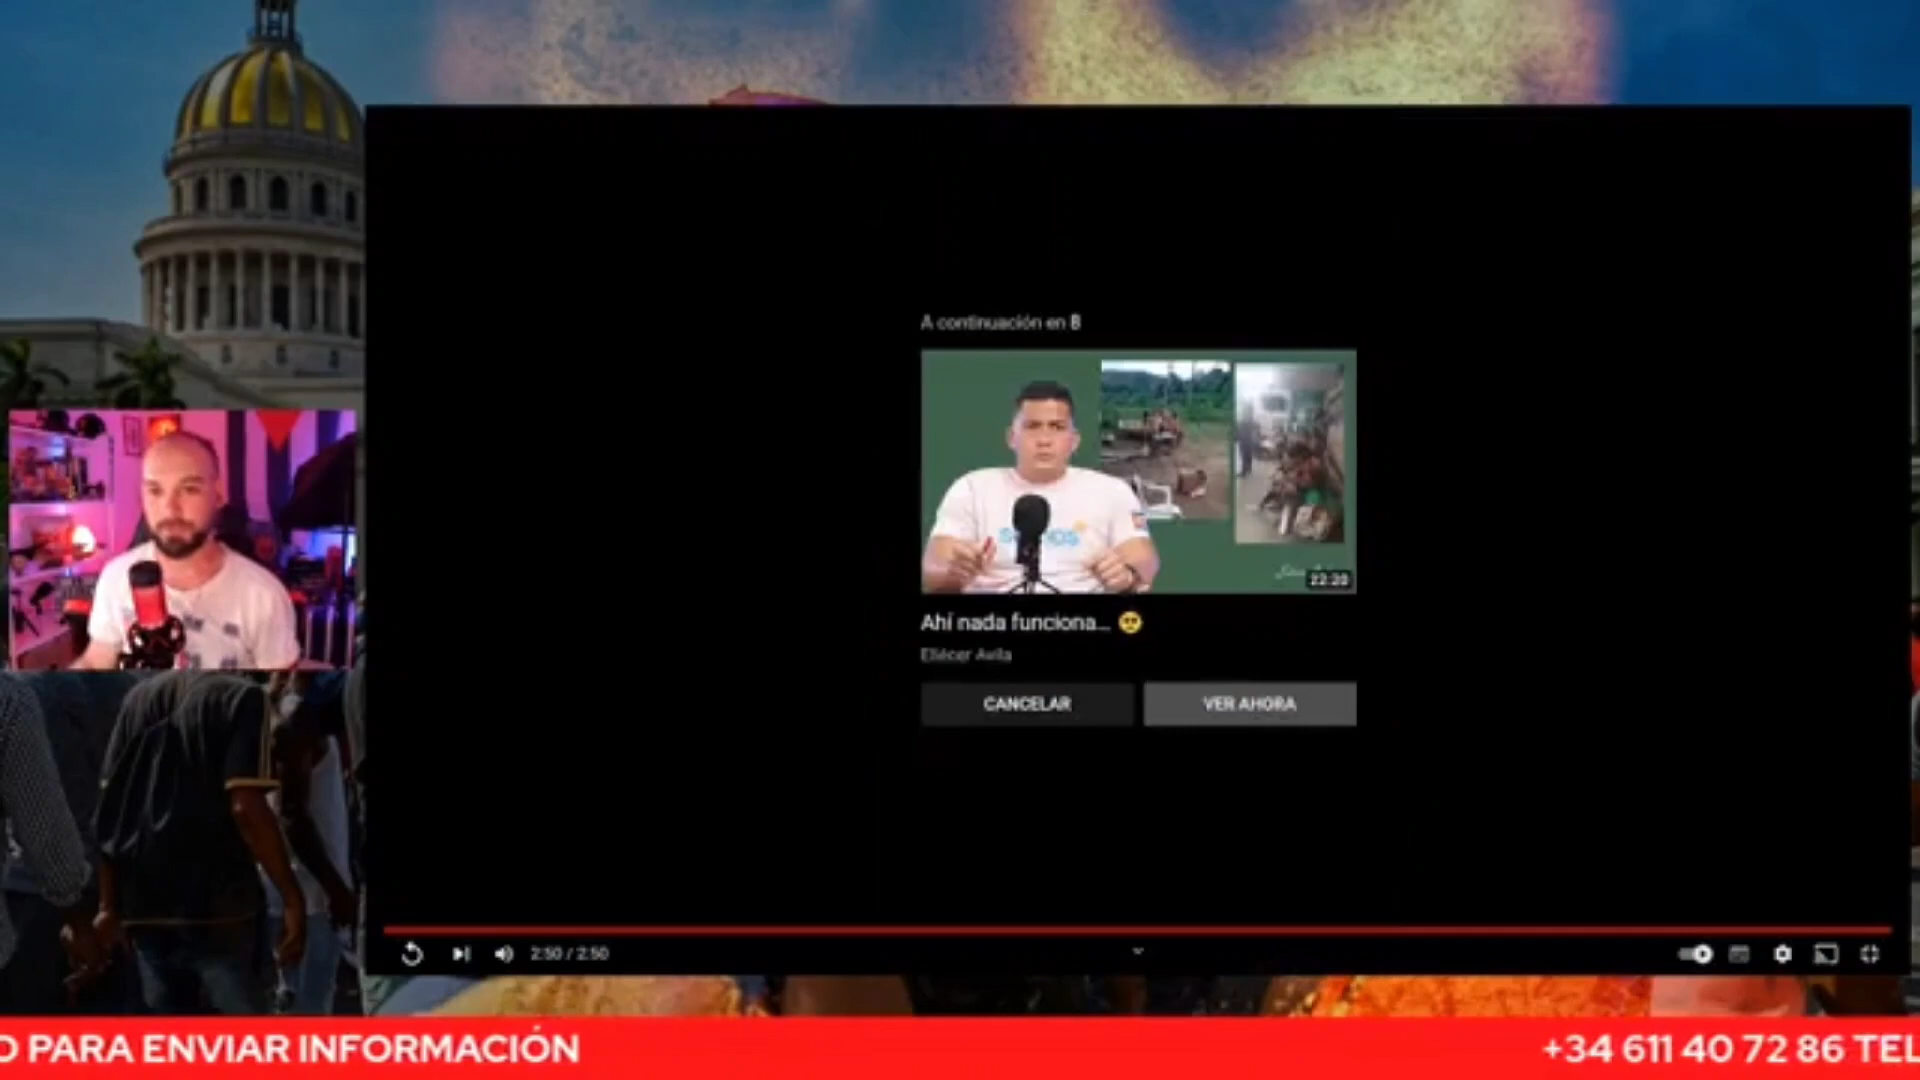 A continuación en 8
22:20
Ahí nada funciona... 🥺
Eliécer Avila
CANCELAR
VER AHORA
2:50 / 2:50
O PARA ENVIAR INFORMACIÓN
+34 611 40 72 86 TEL